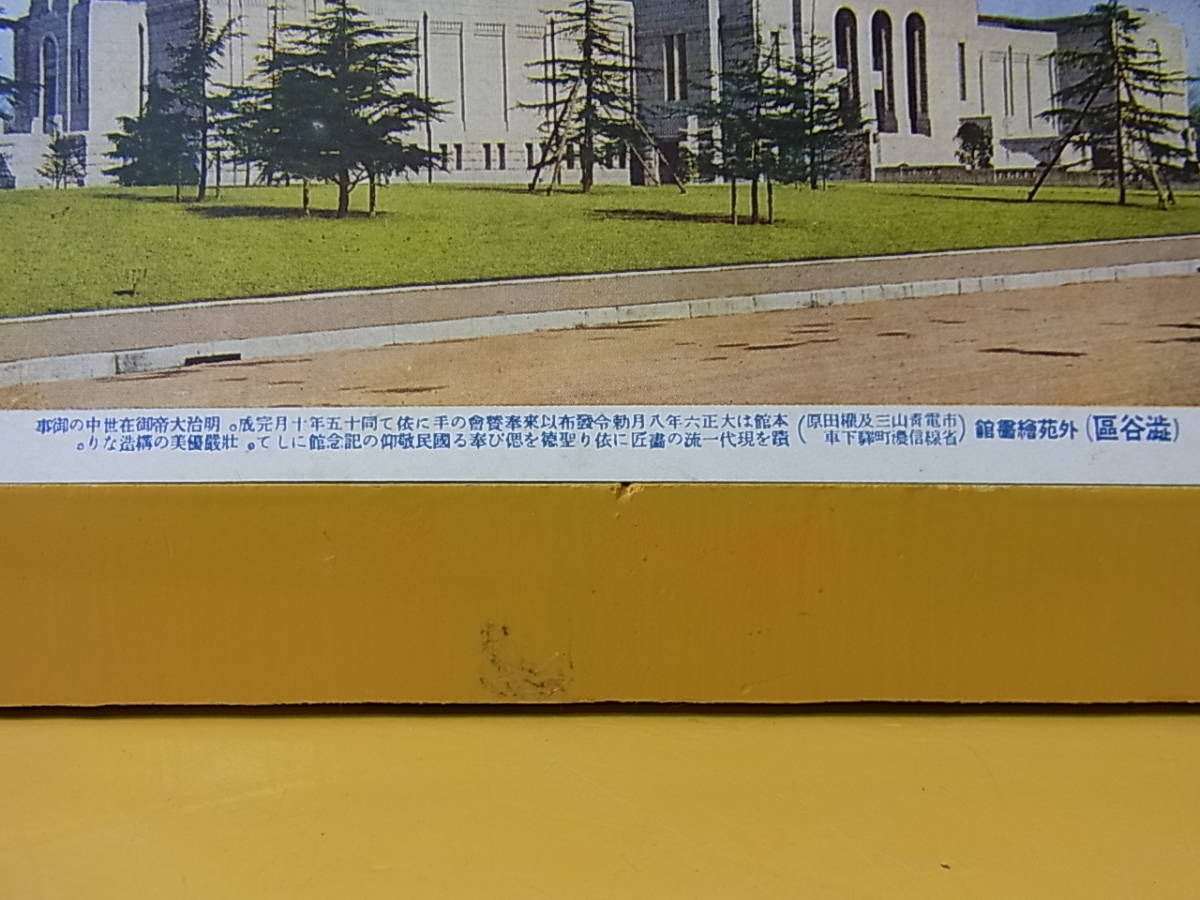 (澁谷區) 外苑繪畫館
(市電靑山三及權田原
省線信濃町驛下車)
本館は大正六年八月勅令發布以來奉賛會の手に依て同十五年十月完成。明治大帝御在世中の御事
蹟を現代一流の畫匠に依り聖德を偲び奉る國民敬仰の記念館にして。壯嚴優美の構造なり。